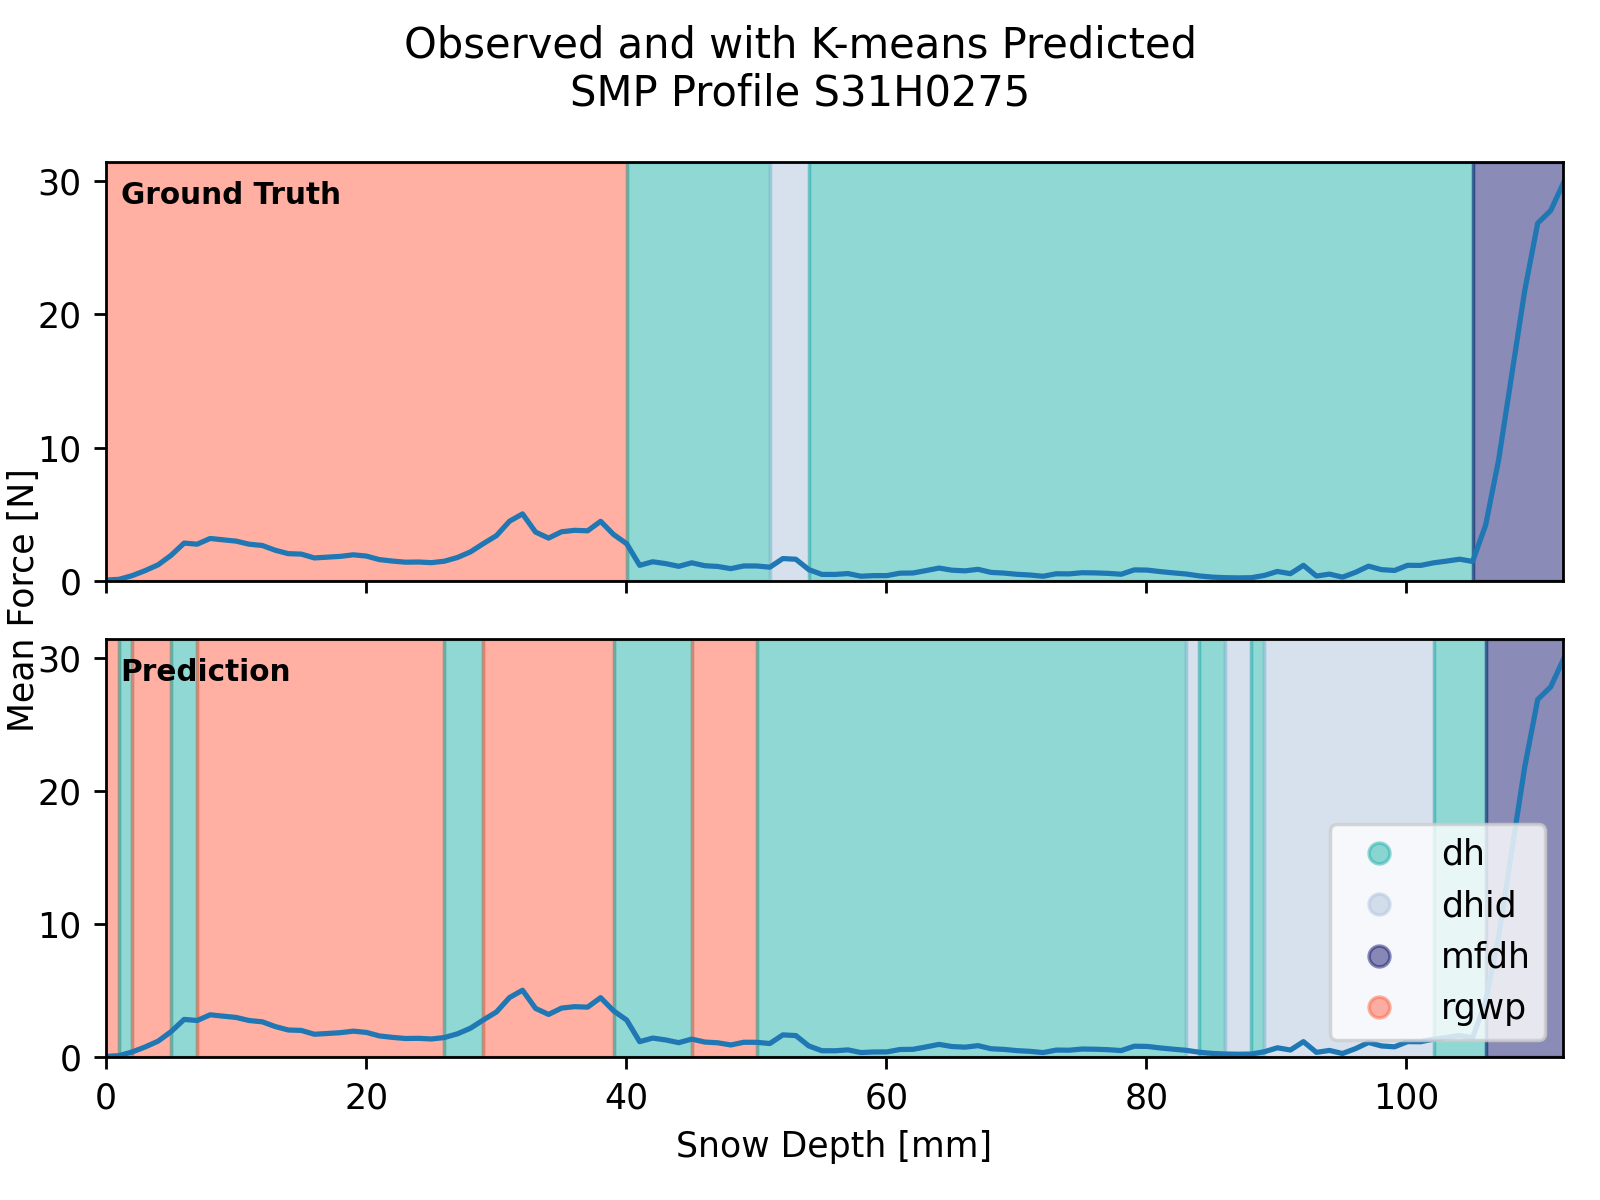 Observed and with K-means Predicted
SMP Profile S31H0275
30
Ground Truth
20
10
0
Mean Force [N]
30
Prediction
20
10
0
dh
dhid
mfdh
rgwp
0 20 40 60 80 100
Snow Depth [mm]